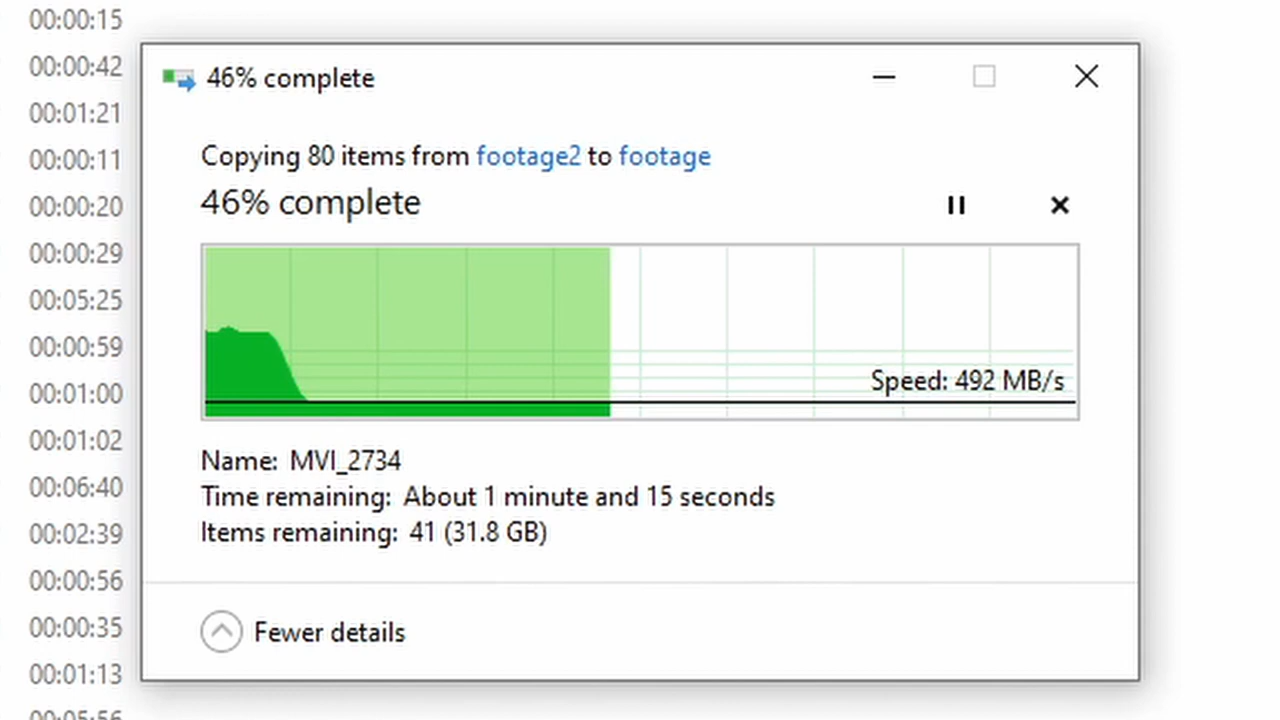 00:00:15
00:00:42
00:01:21
00:00:11
00:00:20
00:00:29
00:05:25
00:00:59
00:01:00
00:01:02
00:06:40
00:02:39
00:00:56
00:00:35
00:01:13
00:05:56
46% complete
Copying 80 items from footage2 to footage
46% complete
Speed: 492 MB/s
Name: MVI_2734
Time remaining: About 1 minute and 15 seconds
Items remaining: 41 (31.8 GB)
Fewer details